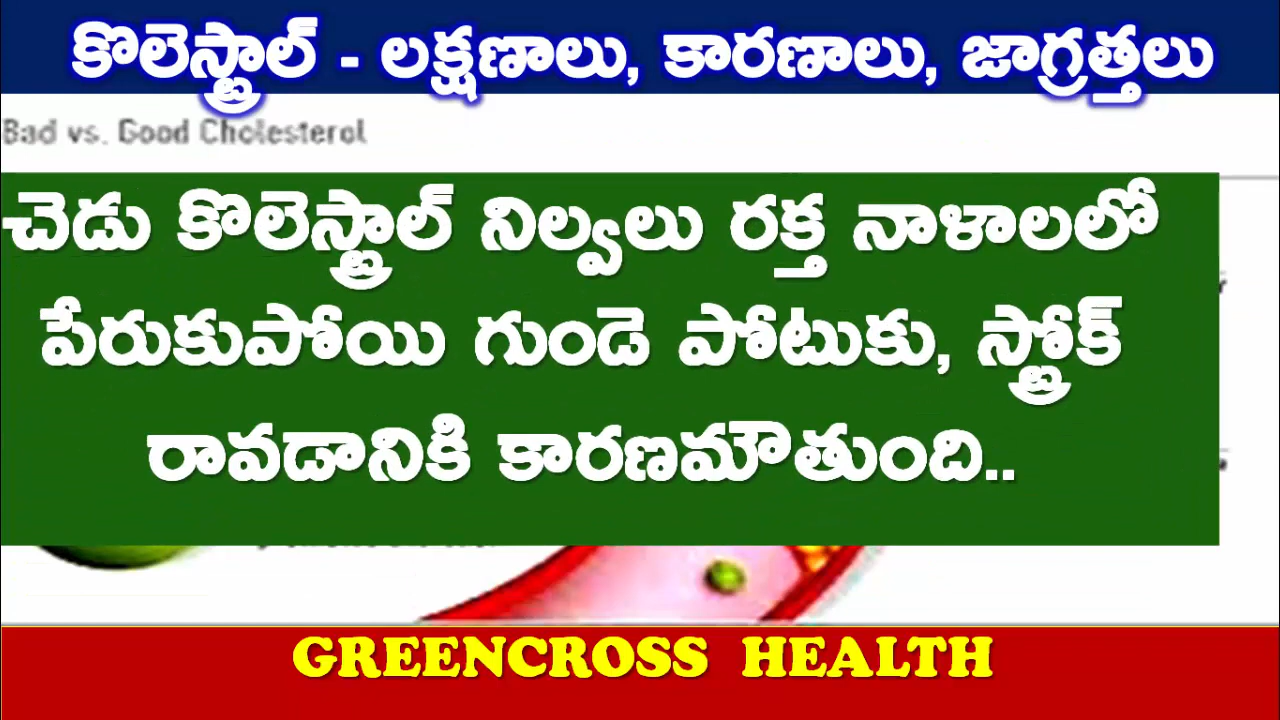 కొలెస్ట్రాల్ - లక్షణాలు, కారణాలు, జాగ్రత్తలు
Bad vs. Good Cholesterol
చెడు కొలెస్ట్రాల్ నిల్వలు రక్త నాళాలలో
పేరుకుపోయి గుండె పోటుకు, స్ట్రోక్
రావడానికి కారణమౌతుంది..
GREENCROSS HEALTH